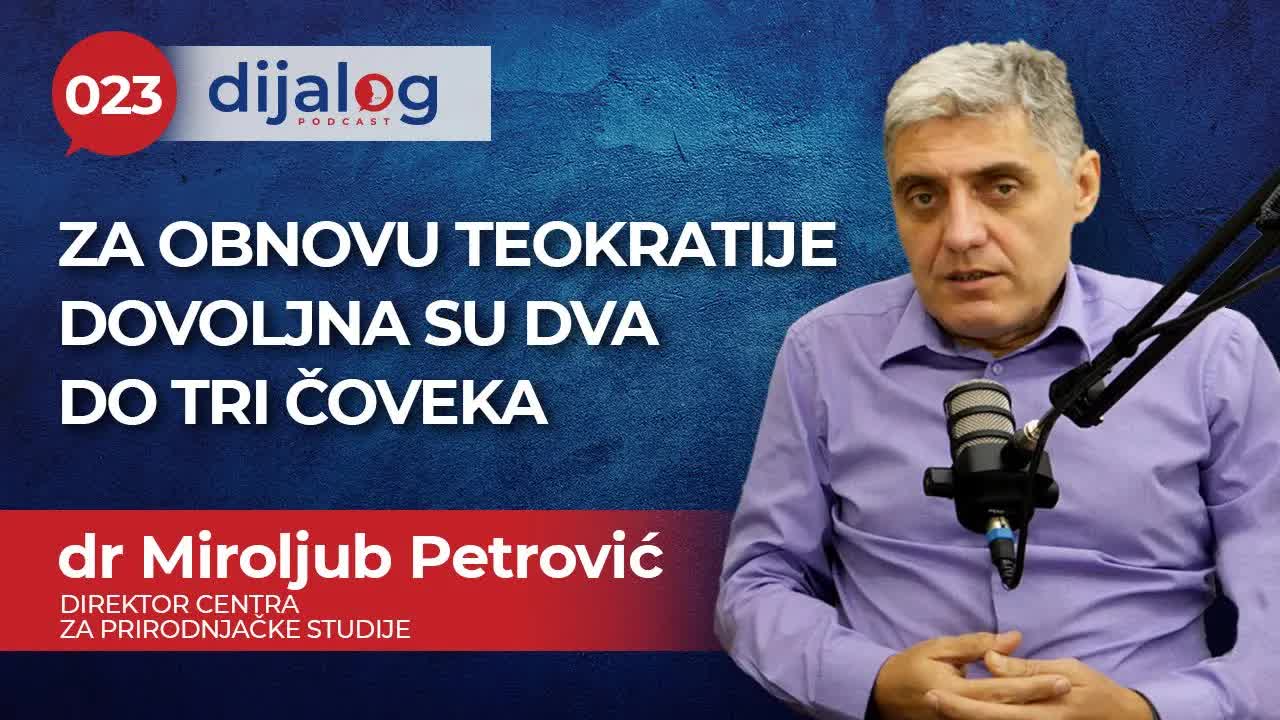 023
dijalog
PODCAST
ZA OBNOVU TEOKRATIJE
DOVOLJNA SU DVA
DO TRI ČOVEKA
dr Miroljub Petrović
DIREKTOR CENTRA
ZA PRIRODNJAČKE STUDIJE